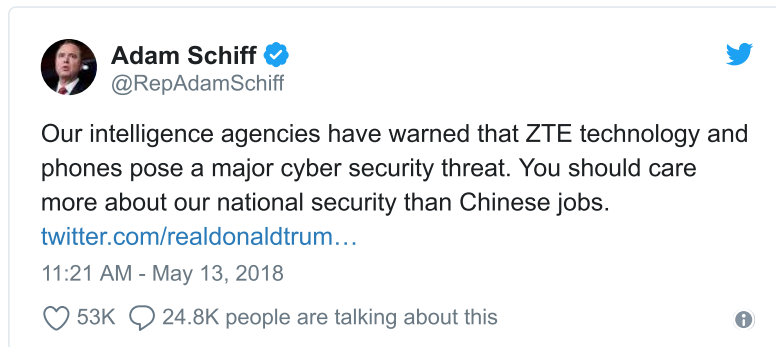 Adam Schiff
@RepAdamSchiff
Our intelligence agencies have warned that ZTE technology and
phones pose a major cyber security threat. You should care
more about our national security than Chinese jobs.
twitter.com/realdonaldtrum…
11:21 AM - May 13, 2018
53K 24.8K people are talking about this